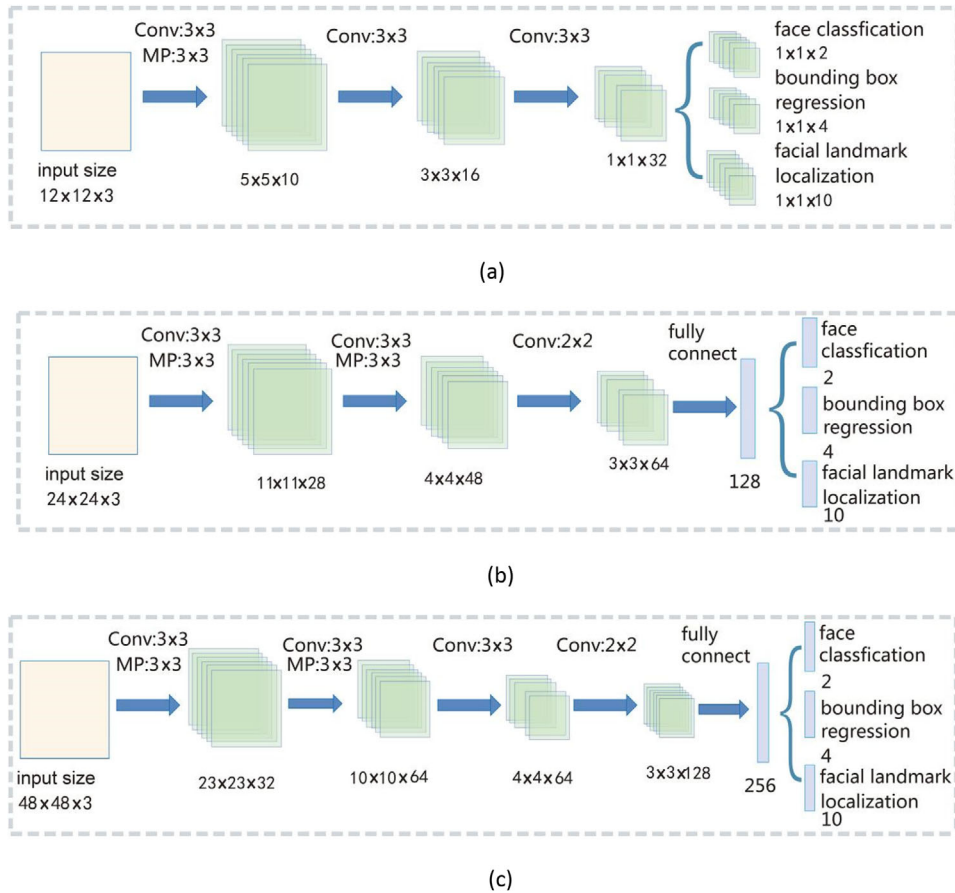 Conv:3x3
MP:3x3
Conv:3x3
Conv:3x3
input size
12x12x3
5x5x10
3x3x16
1x1x32
face classfication
1x1x2
bounding box
regression
1x1x4
facial landmark
localization
1x1x10
(a)
Conv:3x3
MP:3x3
Conv:3x3
MP:3x3
Conv:2x2
fully
connect
input size
24x24x3
11x11x28
4x4x48
3x3x64
128
face
classfication
2
bounding box
regression
4
facial landmark
localization
10
(b)
Conv:3x3
MP:3x3
Conv:3x3
MP:3x3
Conv:3x3
Conv:2x2
fully
connect
input size
48x48x3
23x23x32
10x10x64
4x4x64
3x3x128
256
face
classfication
2
bounding box
regression
4
facial landmark
localization
10
(c)